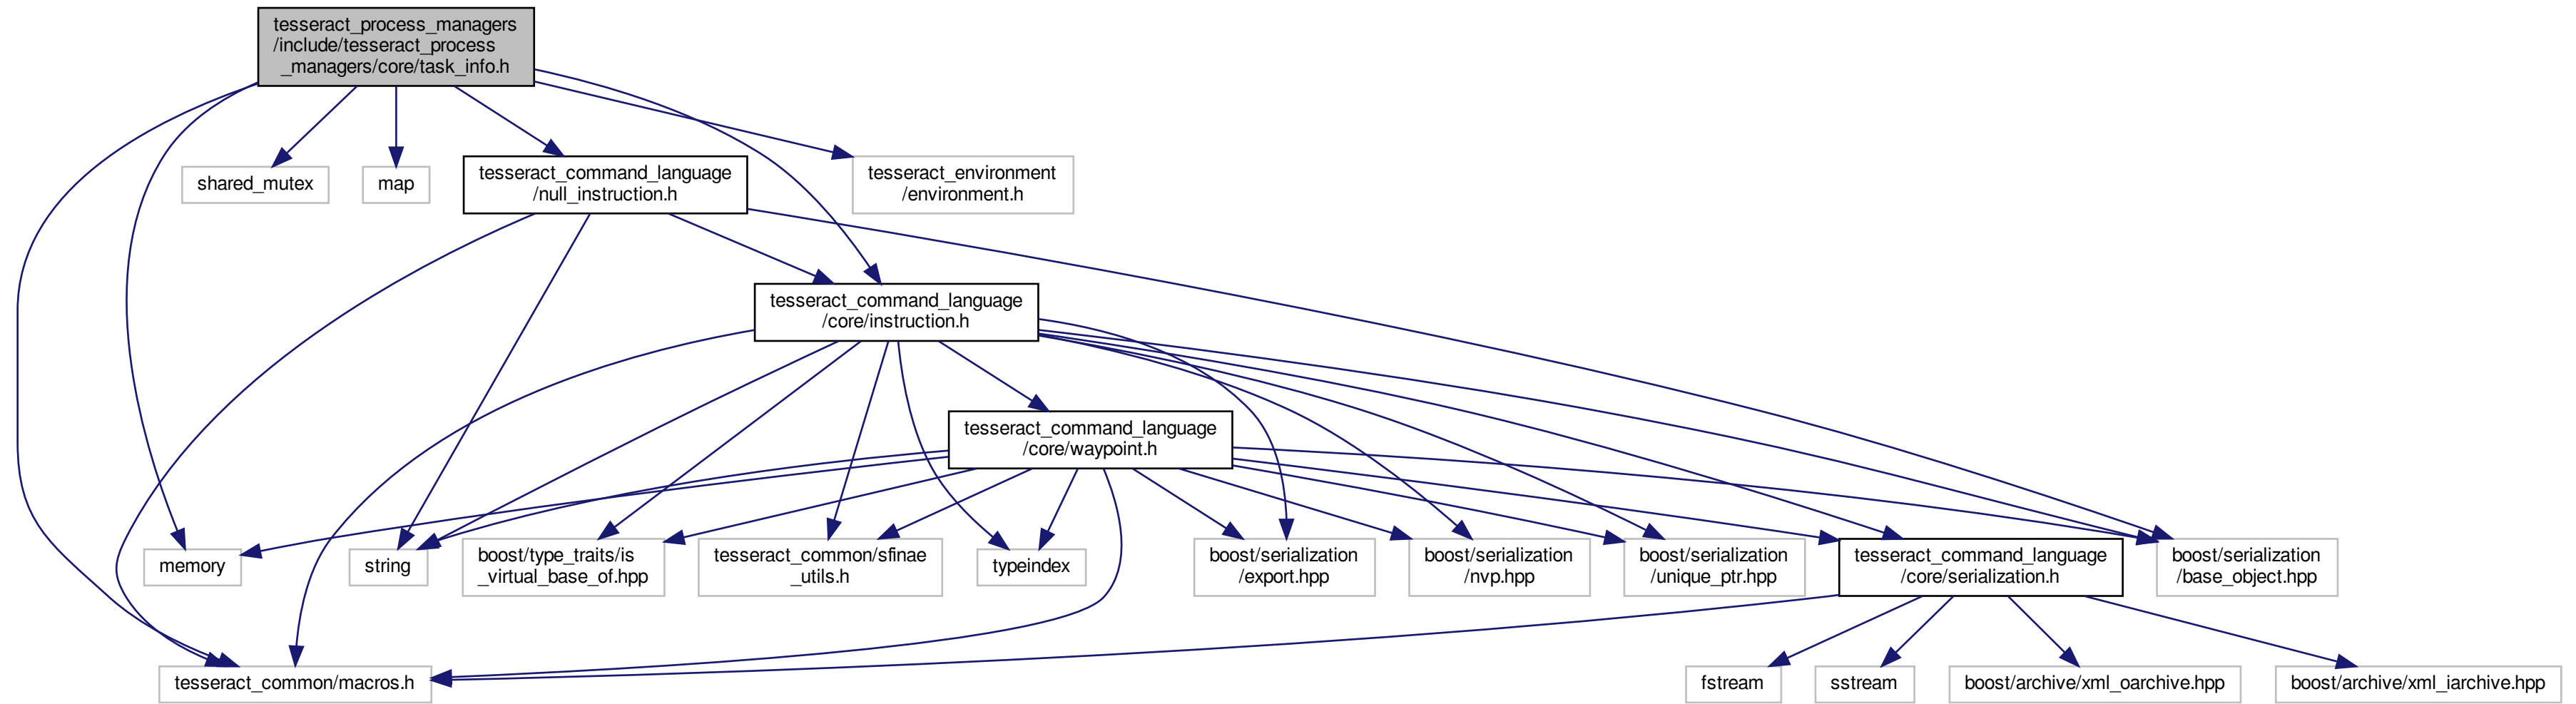 tesseract_process_managers
/include/tesseract_process
_managers/core/task_info.h
shared_mutex
map
tesseract_command_language
/null_instruction.h
tesseract_environment
/environment.h
tesseract_command_language
/core/instruction.h
tesseract_command_language
/core/waypoint.h
memory
string
boost/type_traits/is
_virtual_base_of.hpp
tesseract_common/sfinae
_utils.h
typeindex
boost/serialization
/export.hpp
boost/serialization
/nvp.hpp
boost/serialization
/unique_ptr.hpp
tesseract_command_language
/core/serialization.h
boost/serialization
/base_object.hpp
tesseract_common/macros.h
fstream
sstream
boost/archive/xml_oarchive.hpp
boost/archive/xml_iarchive.hpp